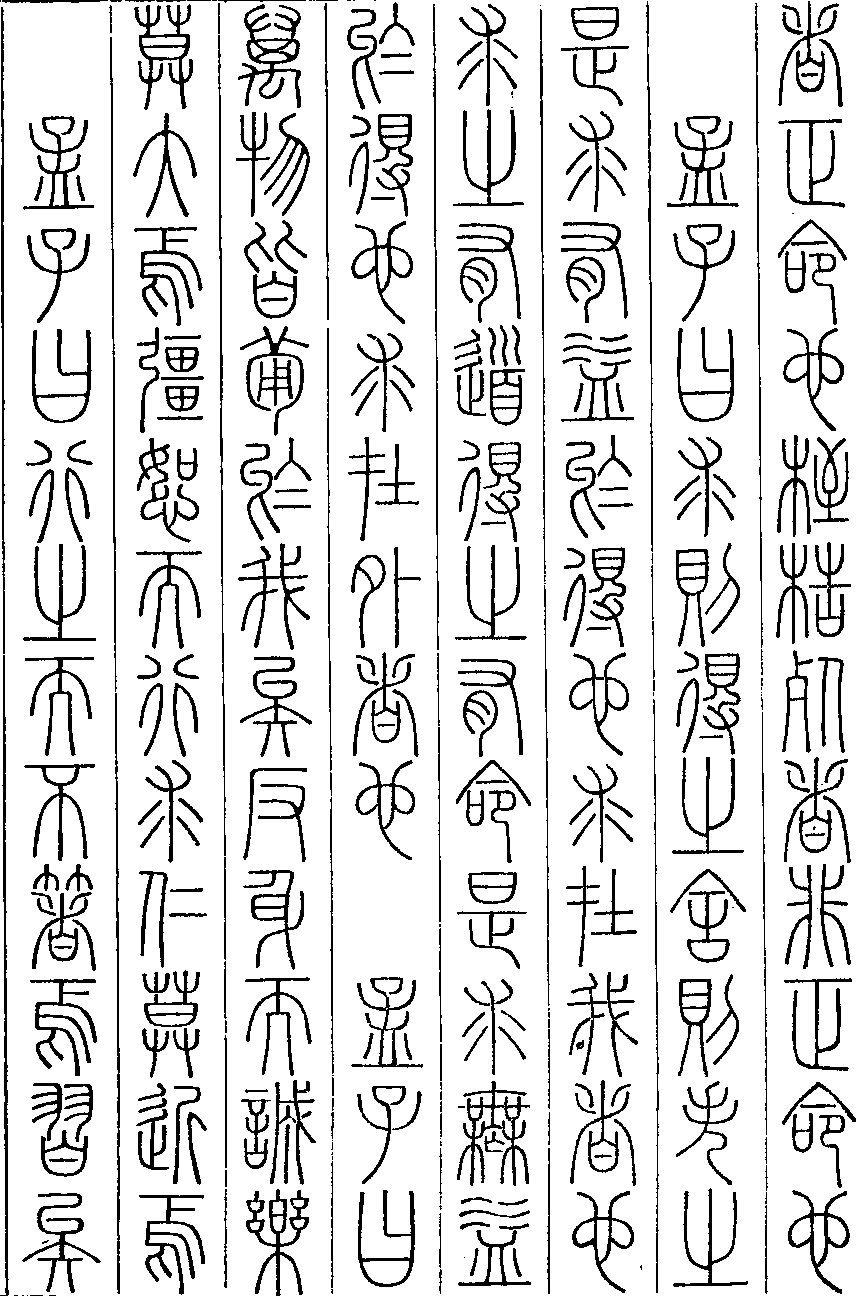 者正命也桎梏死者非正命也
孟子曰求則得之舍則失之
是求有益於得也求在我者也
求之有道得之有命是求無益
於得也求在外者也 孟子曰
萬物皆備於我矣反身而誠樂
莫大焉彊恕而行求仁莫近焉
孟子曰行之而不著焉習矣